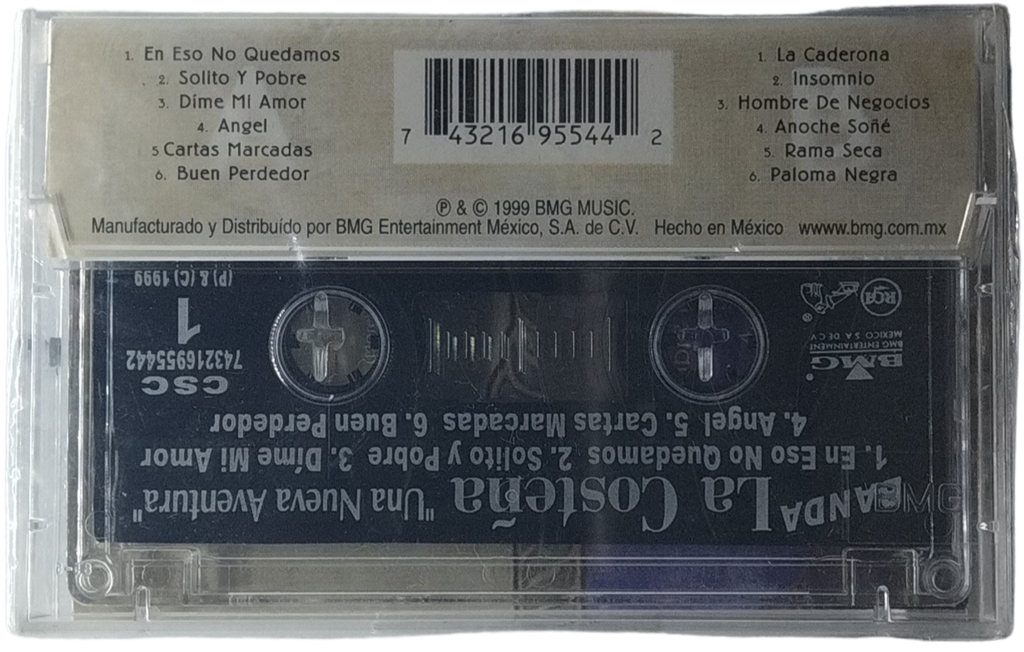 1. En Eso No Quedamos
2. Solito Y Pobre
3. Díme Mi Amor
4. Angel
5 Cartas Marcadas
6. Buen Perdedor
7 43216 95544 2
1. La Caderona
2. Insomnio
3. Hombre De Negocios
4. Anoche Soñé
5. Rama Seca
6. Paloma Negra
℗ & © 1999 BMG MUSIC.
Manufacturado y Distribuído por BMG Entertainment México, S.A. de C.V. Hecho en México www.bmg.com.mx
BANDA La Costeña "Una Nueva Aventura"
1. En Eso No Quedamos 2. Solito y Pobre 3. Díme Mi Amor
4. Angel 5. Cartas Marcadas 6. Buen Perdedor
BMG
BMG ENTERTAINMENT
MEXICO S.A. DE C.V.
RCA
®
CSC
743216955442
1
(P) & (C) 1999
BMG